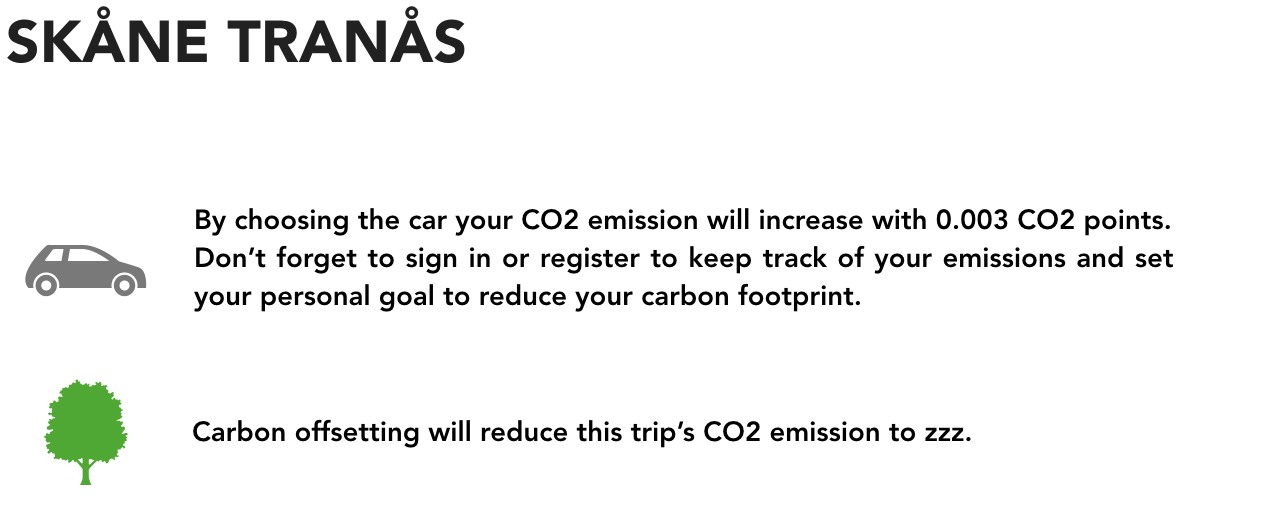 SKÅNE TRANÅS
By choosing the car your CO2 emission will increase with 0.003 CO2 points.
Don’t forget to sign in or register to keep track of your emissions and set
your personal goal to reduce your carbon footprint.
Carbon offsetting will reduce this trip’s CO2 emission to zzz.